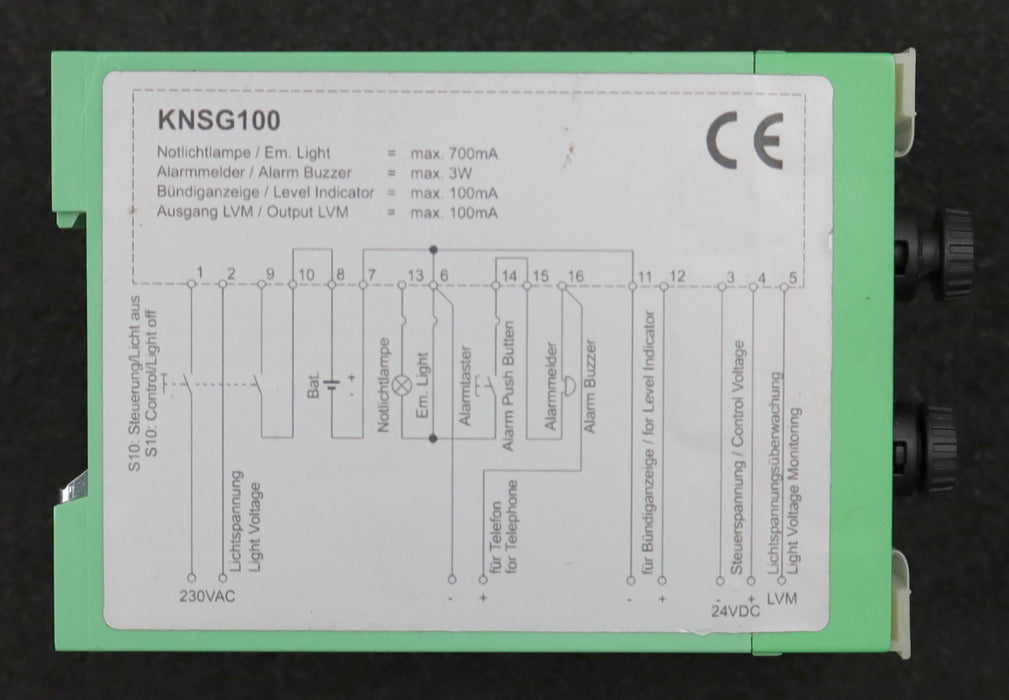 KNSG100
CE
Notlichtlampe / Em. Light = max. 700mA
Alarmmelder / Alarm Buzzer = max. 3W
Bündiganzeige / Level Indicator = max. 100mA
Ausgang LVM / Output LVM = max. 100mA
1 2 9 10 8 7 13 6 14 15 16 11 12 3 4 5
S10: Steuerung/Licht aus
S10: Control/Light off
Bat.
- +
Notlichtlampe
Em. Light
Alarmtaster
Alarm Push Butten
Alarmmelder
Alarm Buzzer
für Bündiganzeige / for Level Indicator
Steuerspannung / Control Voltage
Lichtspannungsüberwachung
Light Voltage Monitoring
Lichtspannung
Light Voltage
für Telefon
for Telephone
230VAC
- +
- +
- + LVM
24VDC